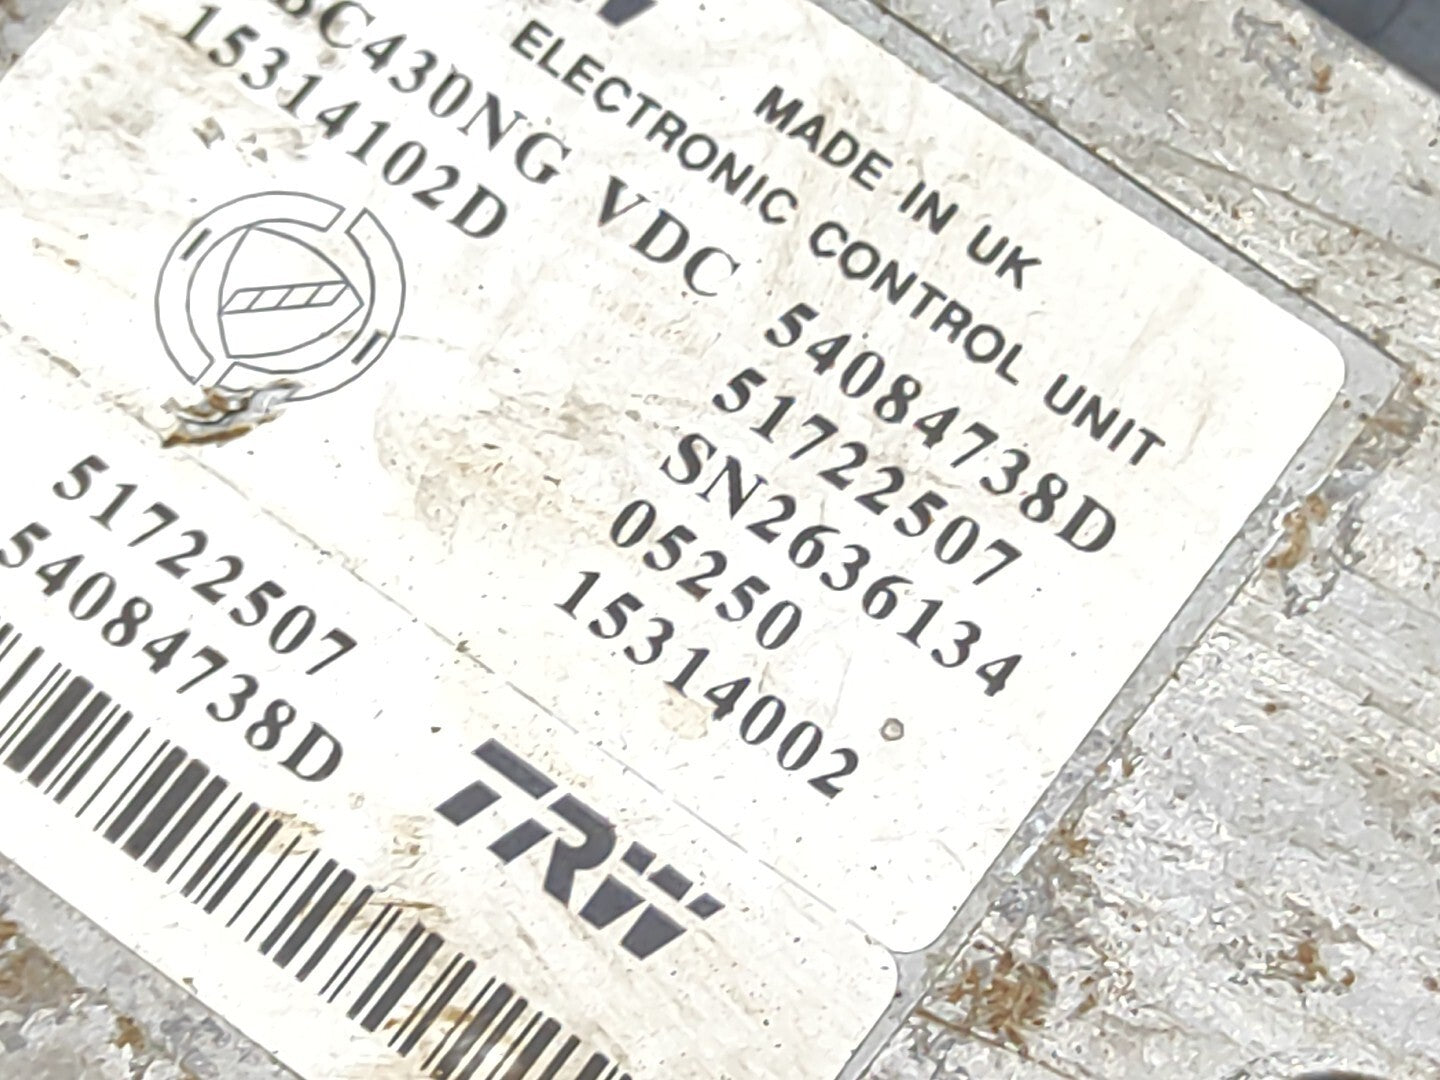 MADE IN UK
ELECTRONIC CONTROL UNIT
BC430NG VDC 54084738D
15314102D
51722507
SN2636134
05250
15314002
51722507
54084738D
TRW